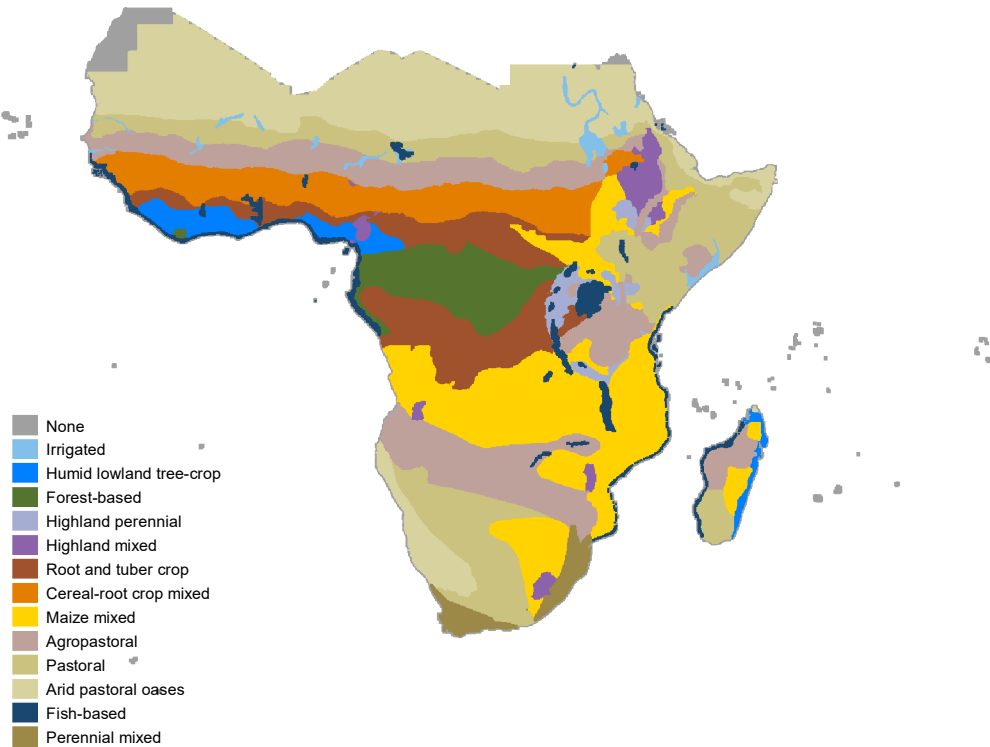 None
Irrigated
Humid lowland tree-crop
Forest-based
Highland perennial
Highland mixed
Root and tuber crop
Cereal-root crop mixed
Maize mixed
Agropastoral
Pastoral
Arid pastoral oases
Fish-based
Perennial mixed